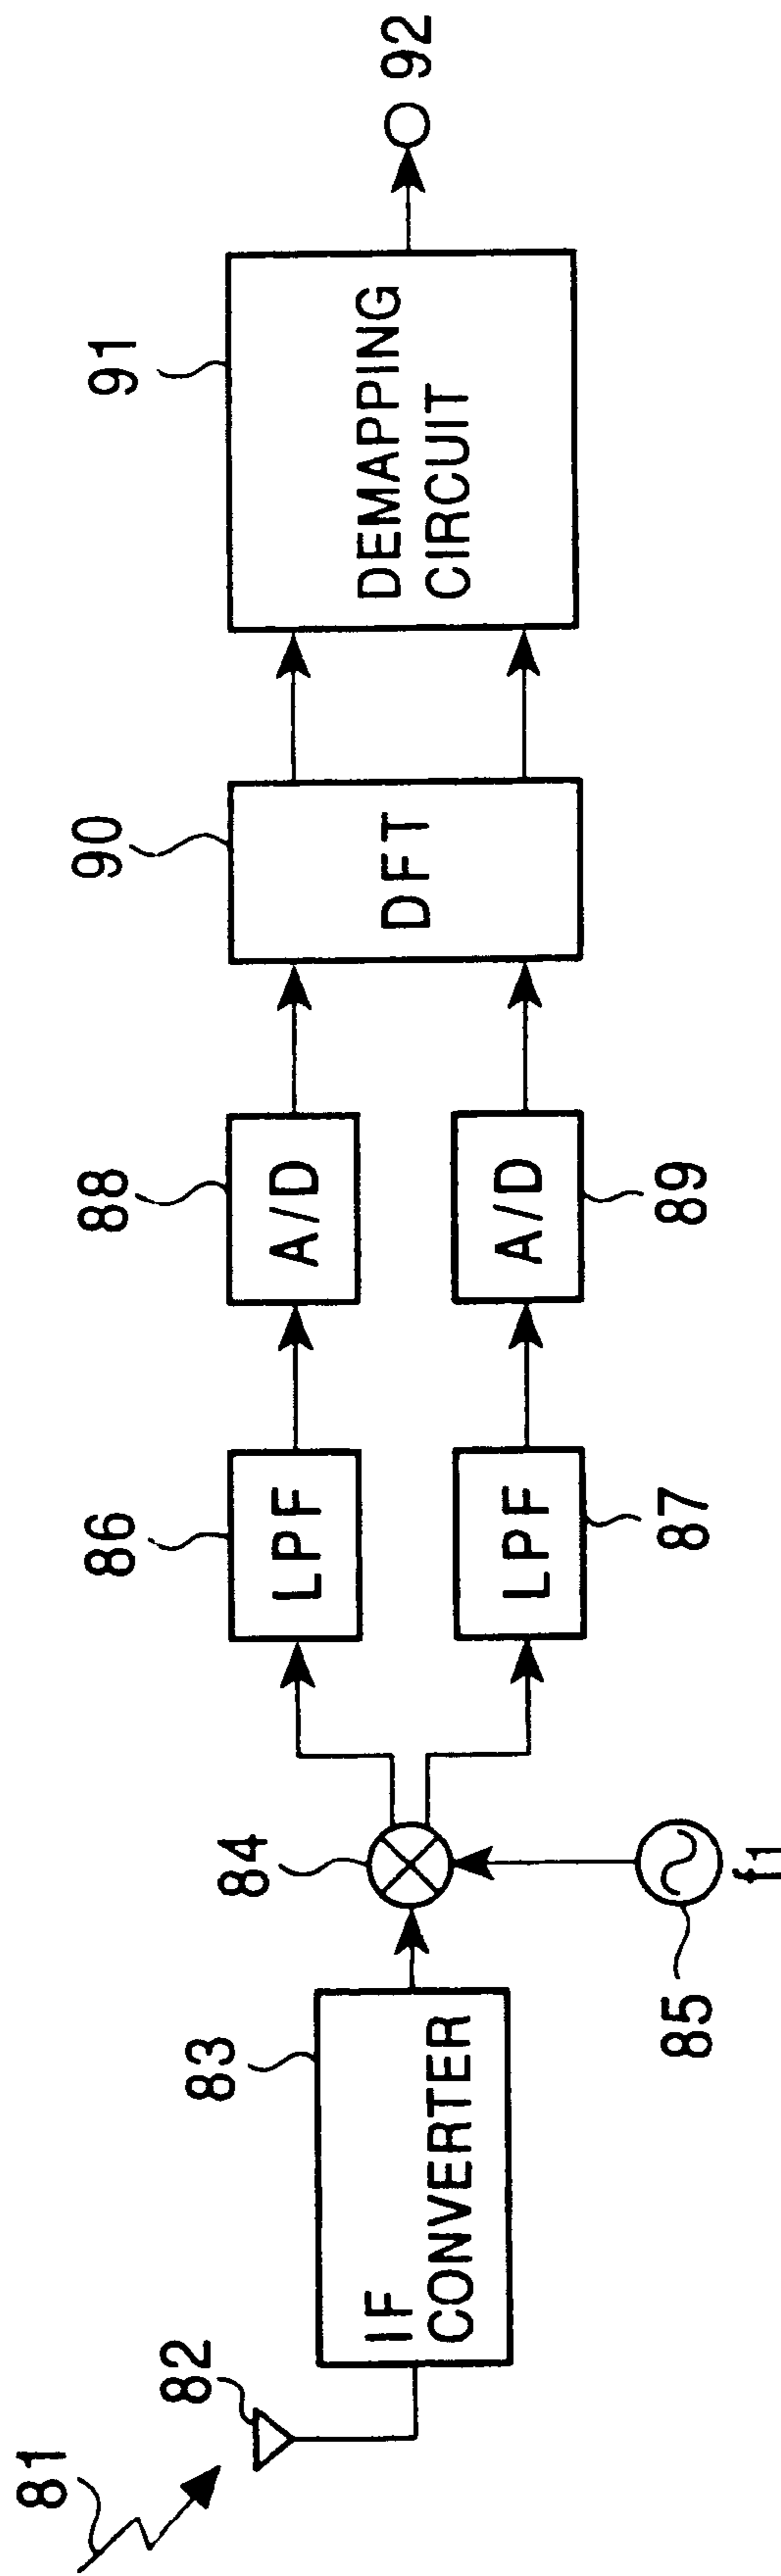 81
82
83
IF
CONVERTER
84
85
f1
86
LPF
87
LPF
88
A/D
89
A/D
90
DFT
91
DEMAPPING
CIRCUIT
92